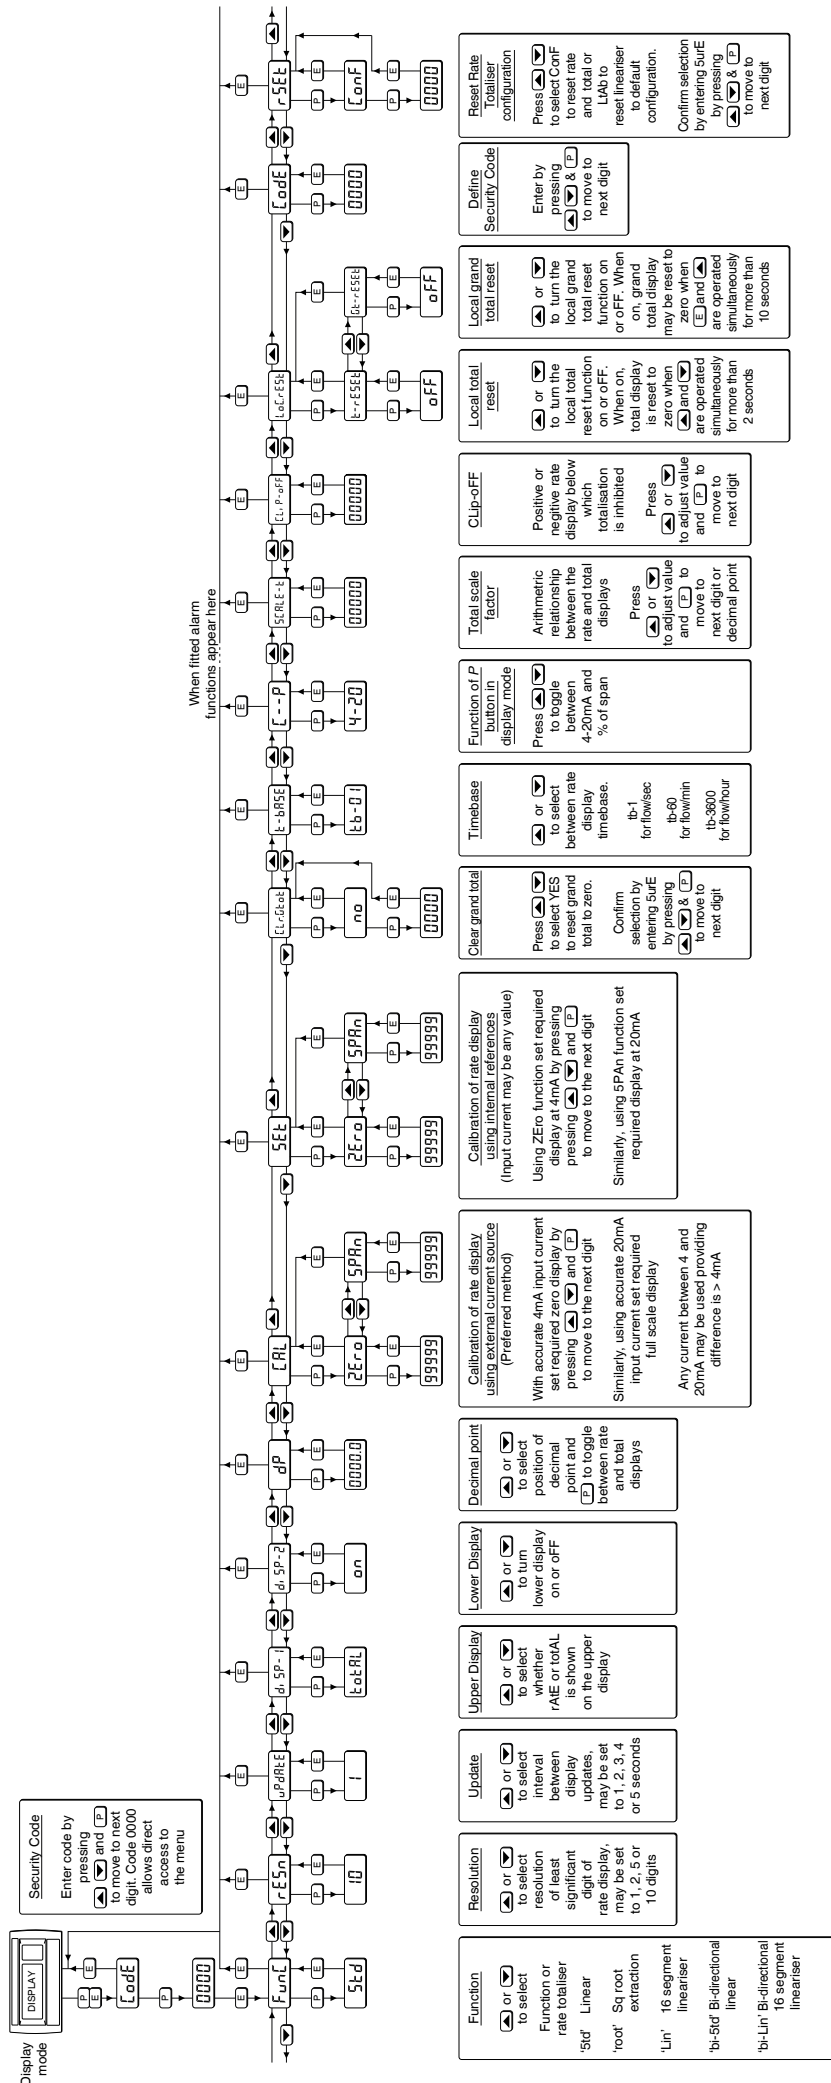 Display
mode
DISPLAY
P
E
E
CodE
P
0000
E
E
Security Code
Enter code by
pressing
▲ ▼ and P
to move to next
digit. Code 0000
allows direct
access to
the menu
When fitted alarm
functions appear here
FunC
P
E
Std
E
rESn
P
E
10
E
uPdAtE
P
E
1
E
diSP-1
P
E
totAL
E
diSP-2
P
E
on
E
dP
P
E
0000.0
E
CAL
P
E
ZEro
P
E
99999
E
SPAn
P
E
99999
E
SEt
P
E
ZEro
P
E
99999
E
SPAn
P
E
99999
E
CLr.Gtot
P
E
no
P
E
0000
E
t-bASE
P
E
tb-01
E
C--P
P
E
4-20
E
SCALE-t
P
E
00000
E
CLiP-oFF
P
E
00000
E
LoC.rESt
P
E
t-rESEt
P
E
oFF
E
Gt-rESEt
P
E
oFF
E
CodE
P
E
0000
E
rSEt
P
E
ConF
P
E
0000
Function
▲ or ▼
to select
Function or
rate totaliser
'5td' Linear
'root' Sq root
extraction
'Lin' 16 segment
lineariser
'bi-5td' Bi-directional
linear
'bi-Lin' Bi-directional
16 segment
lineariser
Resolution
▲ or ▼
to select
resolution
of least
significant
digit of
rate display,
may be set
to 1, 2, 5 or
10 digits
Update
▲ or ▼
to select
interval
between
display
updates,
may be set
to 1, 2, 3, 4
or 5 seconds
Upper Display
▲ or ▼
to select
whether
rAtE or totAL
is shown
on the upper
display
Lower Display
▲ or ▼
to turn
lower display
on or oFF
Decimal point
▲ or ▼
to select
position of
decimal
point and
P to toggle
between rate
and total
displays
Calibration of rate display
using external current source
(Preferred method)
With accurate 4mA input current
set required zero display by
pressing ▲ ▼ and P
to move to the next digit
Similarly, using accurate 20mA
input current set required
full scale display
Any current between 4 and
20mA may be used providing
difference is > 4mA
Calibration of rate display
using internal references
(Input current may be any value)
Using ZEro function set required
display at 4mA by pressing
pressing ▲ ▼ and P
to move to the next digit
Similarly, using 5PAn function set
required display at 20mA
Clear grand total
Press ▲ ▼
to select YES
to reset grand
total to zero.
Confirm
selection by
entering 5urE
by pressing
▲ ▼ & P
to move to
next digit
Timebase
▲ or ▼
to select
between rate
display
timebase.
tb-1
for flow/sec
tb-60
for flow/min
tb-3600
for flow/hour
Function of P
button in
display mode
Press ▲ ▼
to toggle
between
4-20mA and
% of span
Total scale
factor
Arithmetric
relationship
between the
rate and total
displays
Press
▲ or ▼
to adjust value
and P to
move to
next digit or
decimal point
CLip-oFF
Positive or
negitive rate
display below
which
totalisation
is inhibited
Press
▲ or ▼
to adjust value
and P to
move to
next digit
Local total
reset
▲ or ▼
to turn the
local total
reset function
on or oFF.
When on,
total display
is reset to
zero when
▲ and ▼
are operated
simultaneously
for more than
2 seconds
Local grand
total reset
▲ or ▼
to turn the
local grand
total reset
function on
or oFF. When
on, grand
total display
may be reset to
zero when
E and ▲
are operated
simultaneously
for more than
10 seconds
Define
Security Code
Enter by
pressing
▲ ▼ & P
to move to
next digit
Reset Rate
Totaliser
configuration
Press ▲ ▼
to select ConF
to reset rate
and total or
LtAb to
reset lineariser
to default
configuration.
Confirm selection
by entering 5urE
by pressing
▲ ▼ & P
to move to
next digit